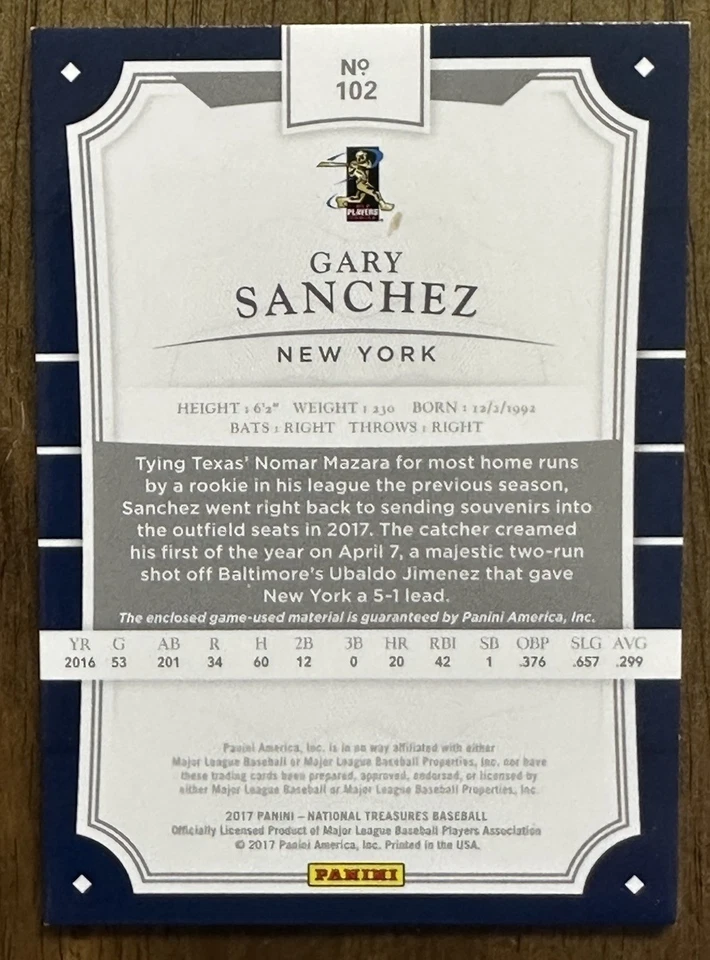 Nº
102
PLAYERS
GARY
SANCHEZ
NEW YORK
HEIGHT : 6'2" WEIGHT : 230 BORN : 12/2/1992
BATS : RIGHT THROWS : RIGHT
Tying Texas' Nomar Mazara for most home runs
by a rookie in his league the previous season,
Sanchez went right back to sending souvenirs into
the outfield seats in 2017. The catcher creamed
his first of the year on April 7, a majestic two-run
shot off Baltimore's Ubaldo Jimenez that gave
New York a 5-1 lead.
The enclosed game-used material is guaranteed by Panini America, Inc.
YR G AB R H 2B 3B HR RBI SB OBP SLG AVG
2016 53 201 34 60 12 0 20 42 1 .376 .657 .299
Panini America, Inc. is in no way affiliated with either
Major League Baseball or Major League Baseball Properties, Inc. nor have
these trading cards been prepared, approved, endorsed, or licensed by
either Major League Baseball or Major League Baseball Properties, Inc.
2017 PANINI – NATIONAL TREASURES BASEBALL
Officially Licensed Product of Major League Baseball Players Association
© 2017 Panini America, Inc. Printed in the USA.
PANINI